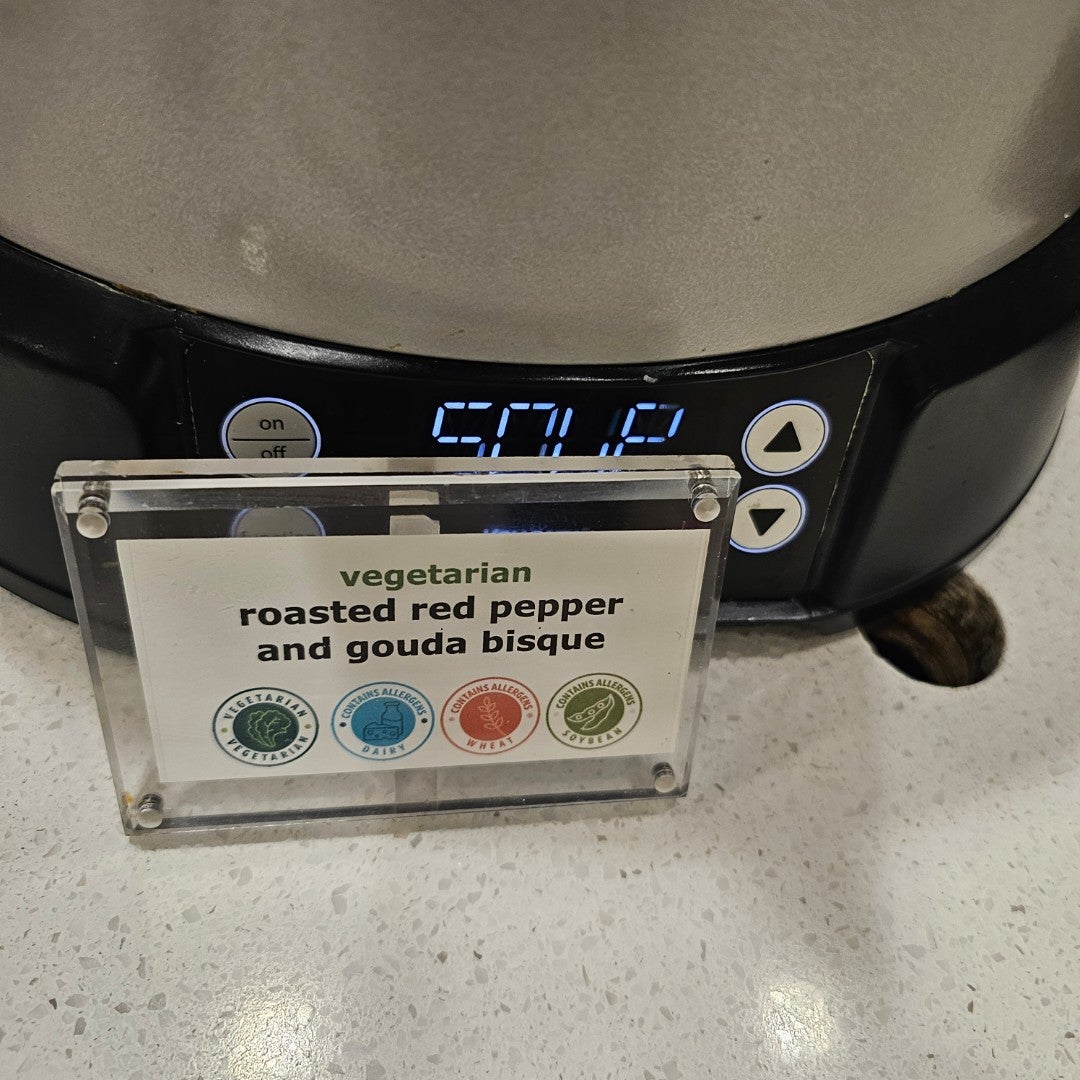 on
off
SOUP
vegetarian
roasted red pepper
and gouda bisque
VEGETARIAN
VEGETARIAN
CONTAINS ALLERGENS
DAIRY
CONTAINS ALLERGENS
WHEAT
CONTAINS ALLERGENS
SOYBEAN